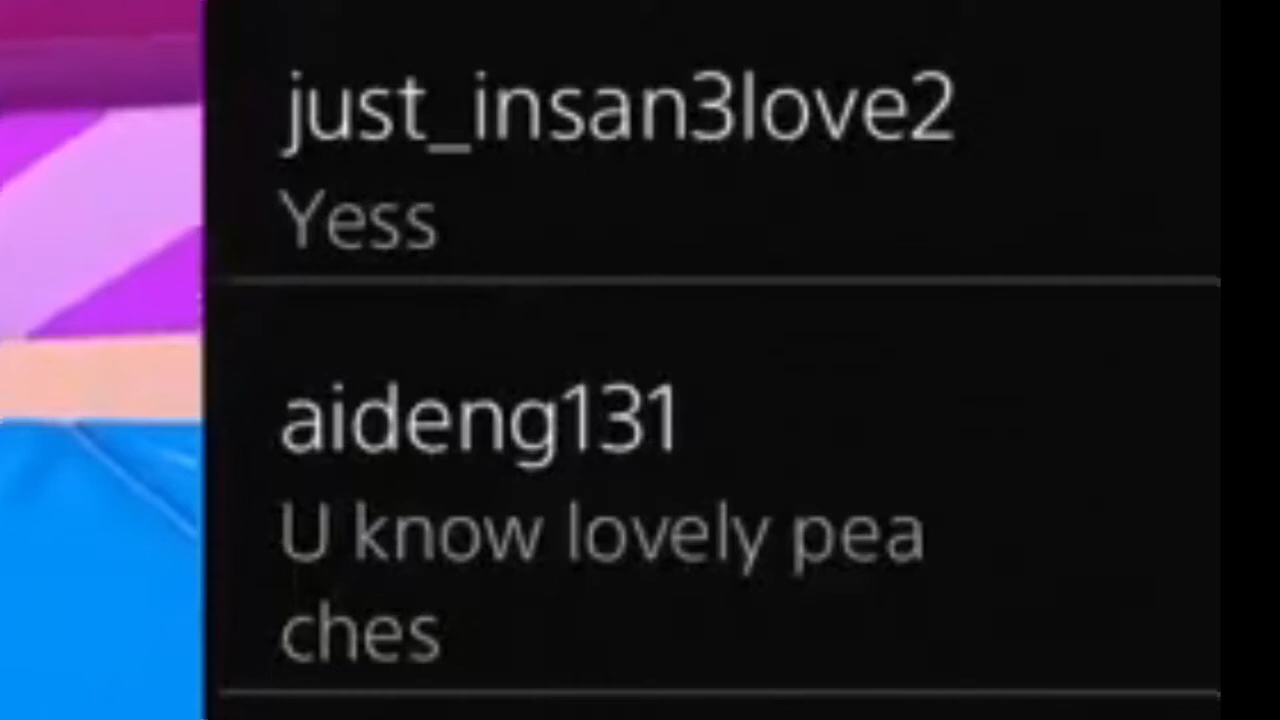 just_insan3love2
Yess
aideng131
U know lovely pea
ches